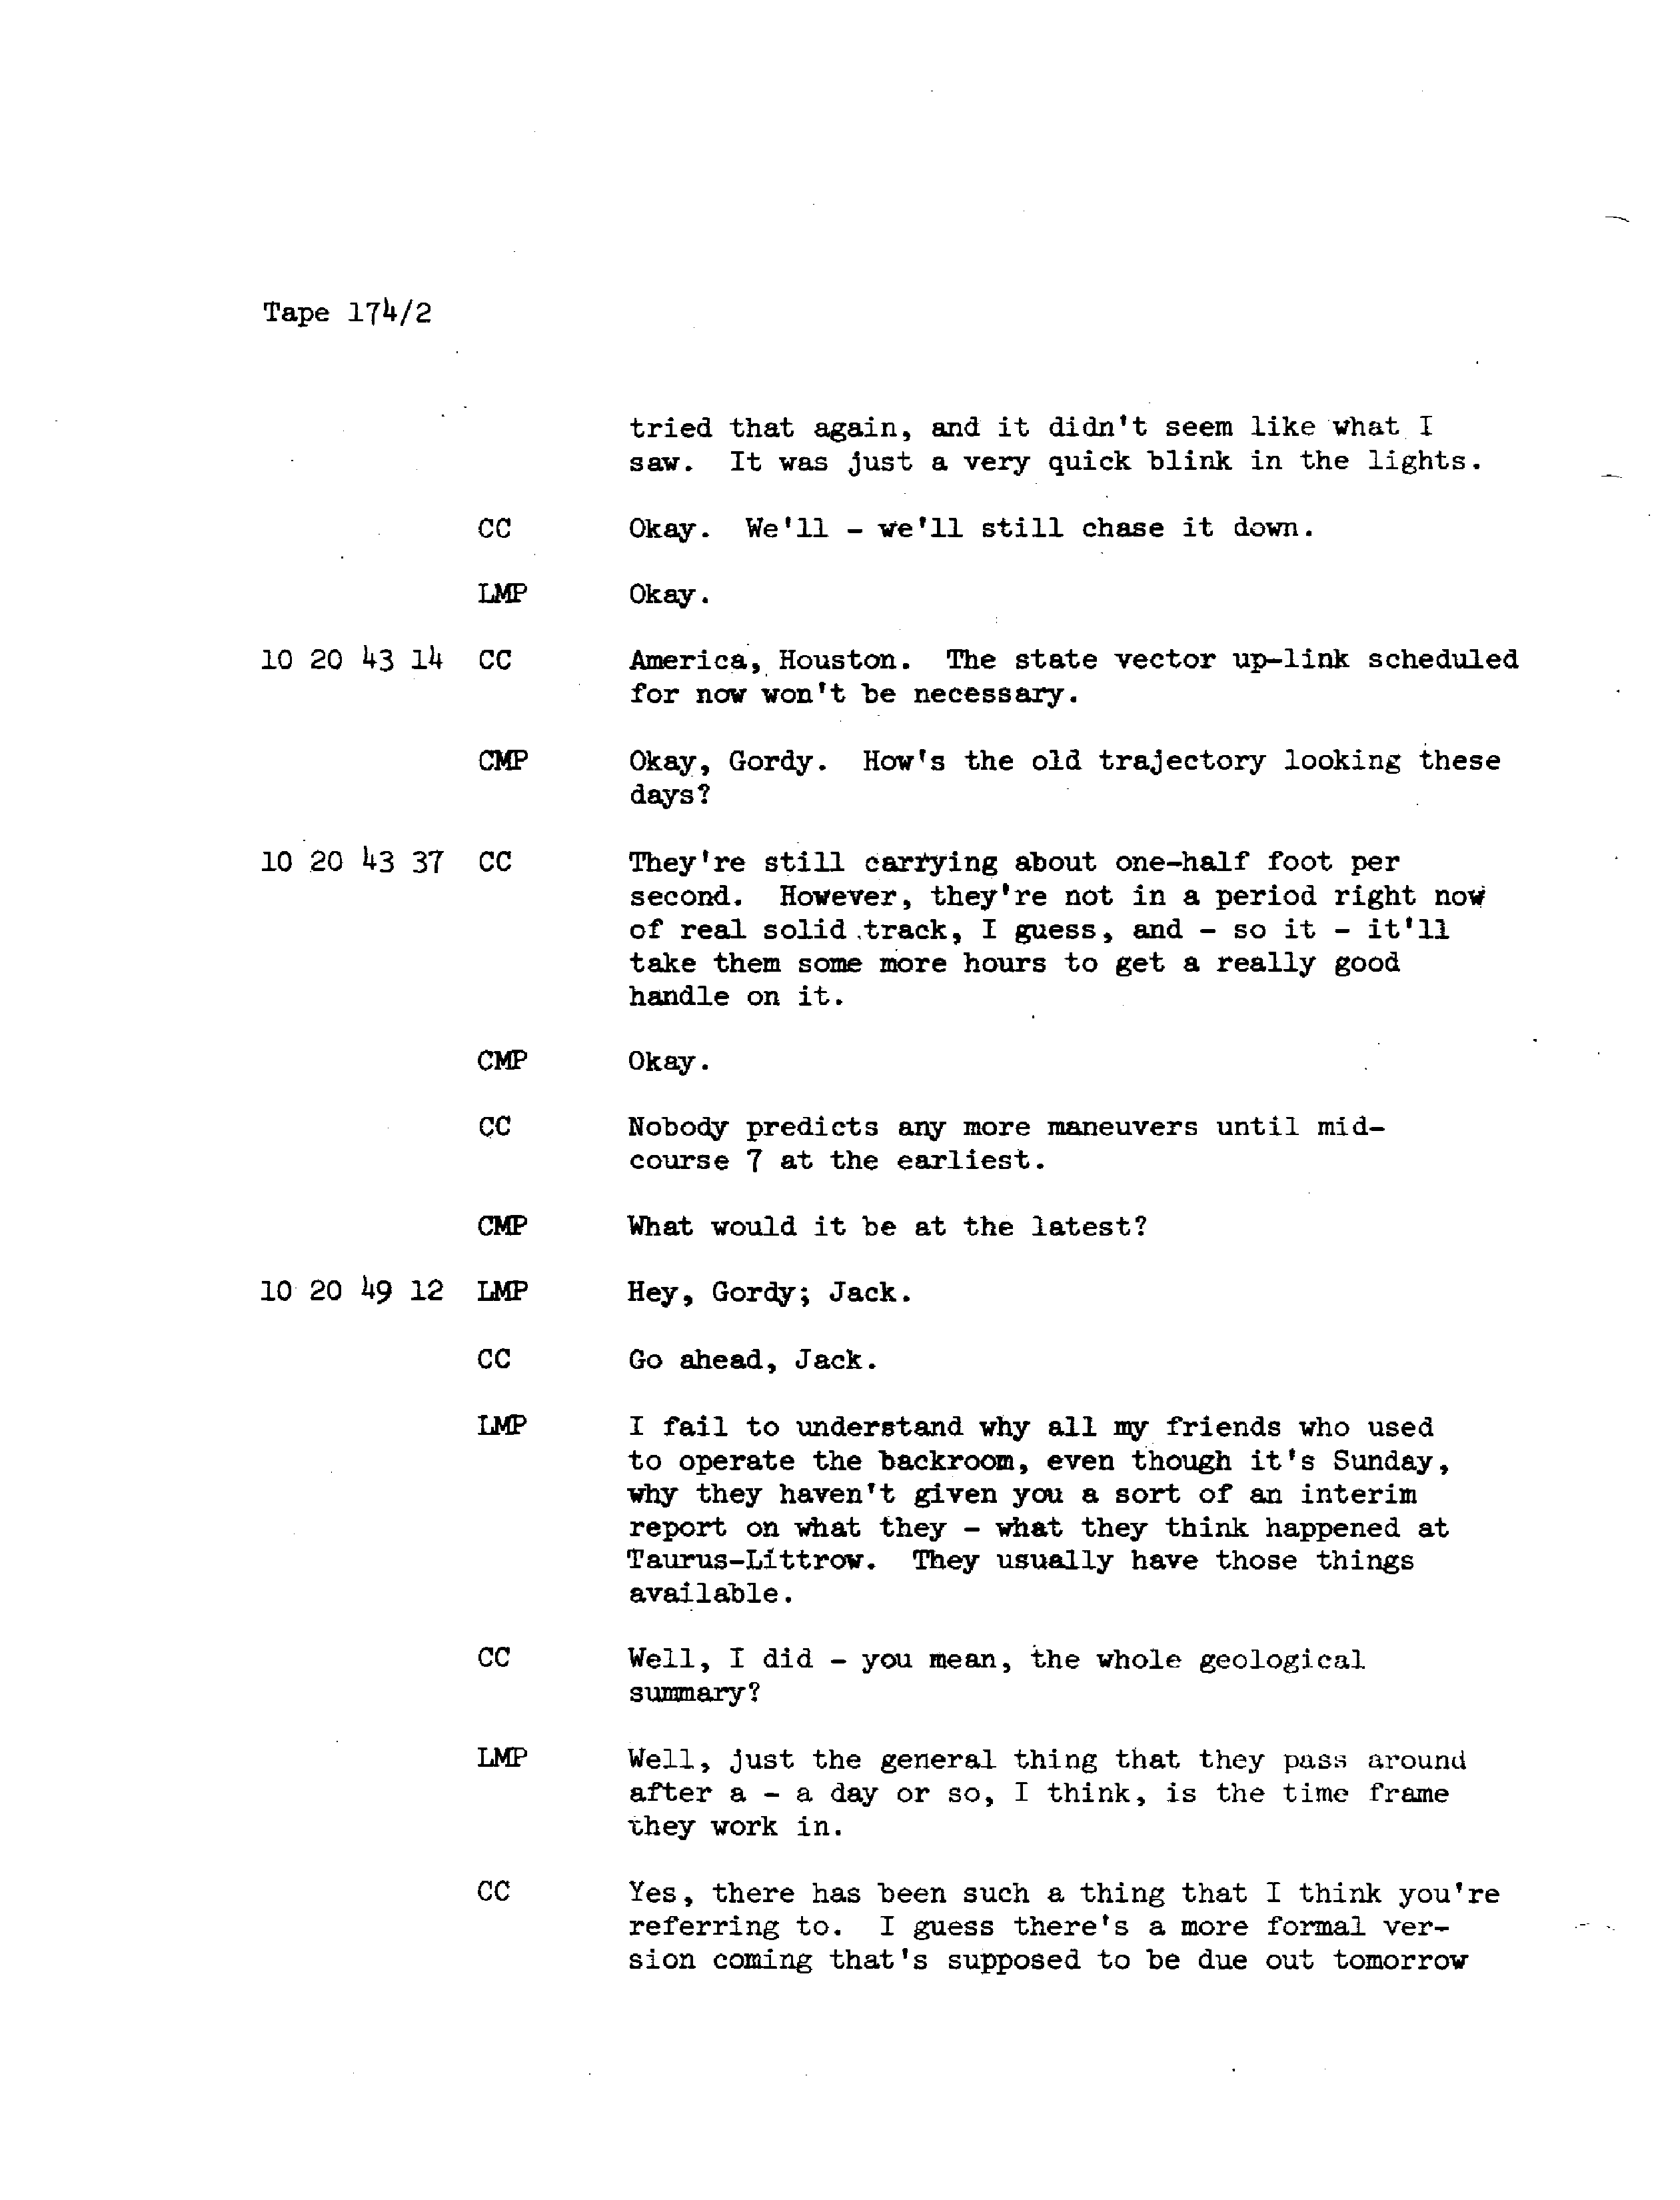 Tape 174/2
tried that again, and it didn't seem like what I
saw. It was just a very quick blink in the lights.
CC Okay. We'll - we'll still chase it down.
LMP Okay.
10 20 43 14 CC America, Houston. The state vector up-link scheduled
for now won't be necessary.
CMP Okay, Gordy. How's the old trajectory looking these
days?
10 20 43 37 CC They're still carrying about one-half foot per
second. However, they're not in a period right now
of real solid track, I guess, and - so it - it'll
take them some more hours to get a really good
handle on it.
CMP Okay.
CC Nobody predicts any more maneuvers until mid-
course 7 at the earliest.
CMP What would it be at the latest?
10 20 49 12 LMP Hey, Gordy; Jack.
CC Go ahead, Jack.
LMP I fail to understand why all my friends who used
to operate the backroom, even though it's Sunday,
why they haven't given you a sort of an interim
report on what they - what they think happened at
Taurus-Littrow. They usually have those things
available.
CC Well, I did - you mean, the whole geological
summary?
LMP Well, just the general thing that they pass around
after a - a day or so, I think, is the time frame
they work in.
CC Yes, there has been such a thing that I think you're
referring to. I guess there's a more formal ver-
sion coming that's supposed to be due out tomorrow